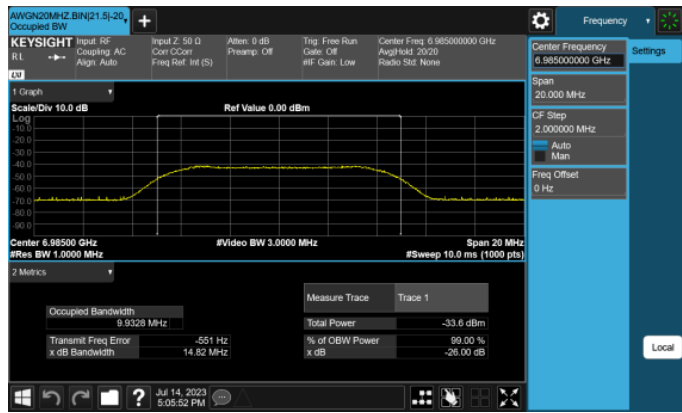 AWGN20MHZ.BIN|21.5|-20,
Occupied BW
Frequency
KEYSIGHT
RL
Input: RF
Coupling: AC
Align: Auto
Input Z: 50 Ω
Corr CCorr
Freq Ref: Int (S)
Atten: 0 dB
Preamp: Off
Trig: Free Run
Gate: Off
#IF Gain: Low
Center Freq: 6.985000000 GHz
Avg|Hold: 20/20
Radio Std: None
Center Frequency
6.985000000 GHz
Settings
Span
20.000 MHz
CF Step
2.000000 MHz
Auto
Man
Freq Offset
0 Hz
1 Graph
Scale/Div 10.0 dB
Ref Value 0.00 dBm
Log
-10.0
-20.0
-30.0
-40.0
-50.0
-60.0
-70.0
-80.0
-90.0
Center 6.98500 GHz
#Video BW 3.0000 MHz
Span 20 MHz
#Res BW 1.0000 MHz
#Sweep 10.0 ms (1000 pts)
2 Metrics
Measure Trace
Trace 1
Occupied Bandwidth
9.9328 MHz
Total Power
-33.6 dBm
Transmit Freq Error
-551 Hz
% of OBW Power
99.00 %
x dB Bandwidth
14.82 MHz
x dB
-26.00 dB
Local
?
Jul 14, 2023
5:05:52 PM